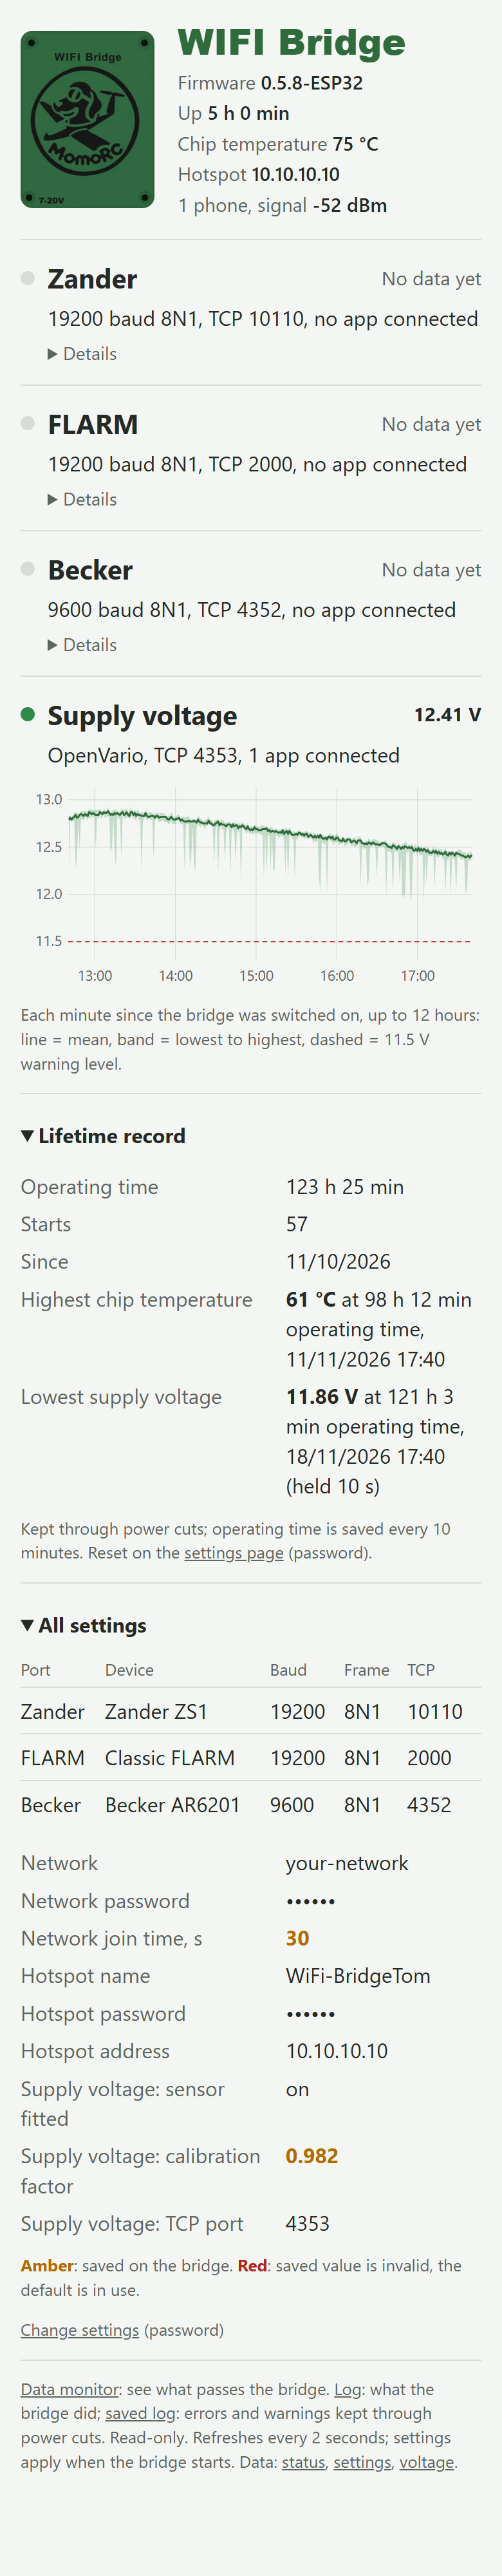 WIFI Bridge
MomoRC
7-20V
WIFI Bridge
Firmware 0.5.8-ESP32
Up 5 h 0 min
Chip temperature 75 °C
Hotspot 10.10.10.10
1 phone, signal -52 dBm
Zander No data yet
19200 baud 8N1, TCP 10110, no app connected
▶ Details
FLARM No data yet
19200 baud 8N1, TCP 2000, no app connected
▶ Details
Becker No data yet
9600 baud 8N1, TCP 4352, no app connected
▶ Details
Supply voltage 12.41 V
OpenVario, TCP 4353, 1 app connected
13.0
12.5
12.0
11.5
13:00 14:00 15:00 16:00 17:00
Each minute since the bridge was switched on, up to 12 hours:
line = mean, band = lowest to highest, dashed = 11.5 V
warning level.
▼ Lifetime record
Operating time 123 h 25 min
Starts 57
Since 11/10/2026
Highest chip temperature 61 °C at 98 h 12 min
operating time,
11/11/2026 17:40
Lowest supply voltage 11.86 V at 121 h 3
min operating time,
18/11/2026 17:40
(held 10 s)
Kept through power cuts; operating time is saved every 10
minutes. Reset on the settings page (password).
▼ All settings
Port Device Baud Frame TCP
Zander Zander ZS1 19200 8N1 10110
FLARM Classic FLARM 19200 8N1 2000
Becker Becker AR6201 9600 8N1 4352
Network your-network
Network password ••••••
Network join time, s 30
Hotspot name WiFi-BridgeTom
Hotspot password ••••••
Hotspot address 10.10.10.10
Supply voltage: sensor on
fitted
Supply voltage: calibration 0.982
factor
Supply voltage: TCP port 4353
Amber: saved on the bridge. Red: saved value is invalid, the
default is in use.
Change settings (password)
Data monitor: see what passes the bridge. Log: what the
bridge did; saved log: errors and warnings kept through
power cuts. Read-only. Refreshes every 2 seconds; settings
apply when the bridge starts. Data: status, settings, voltage.